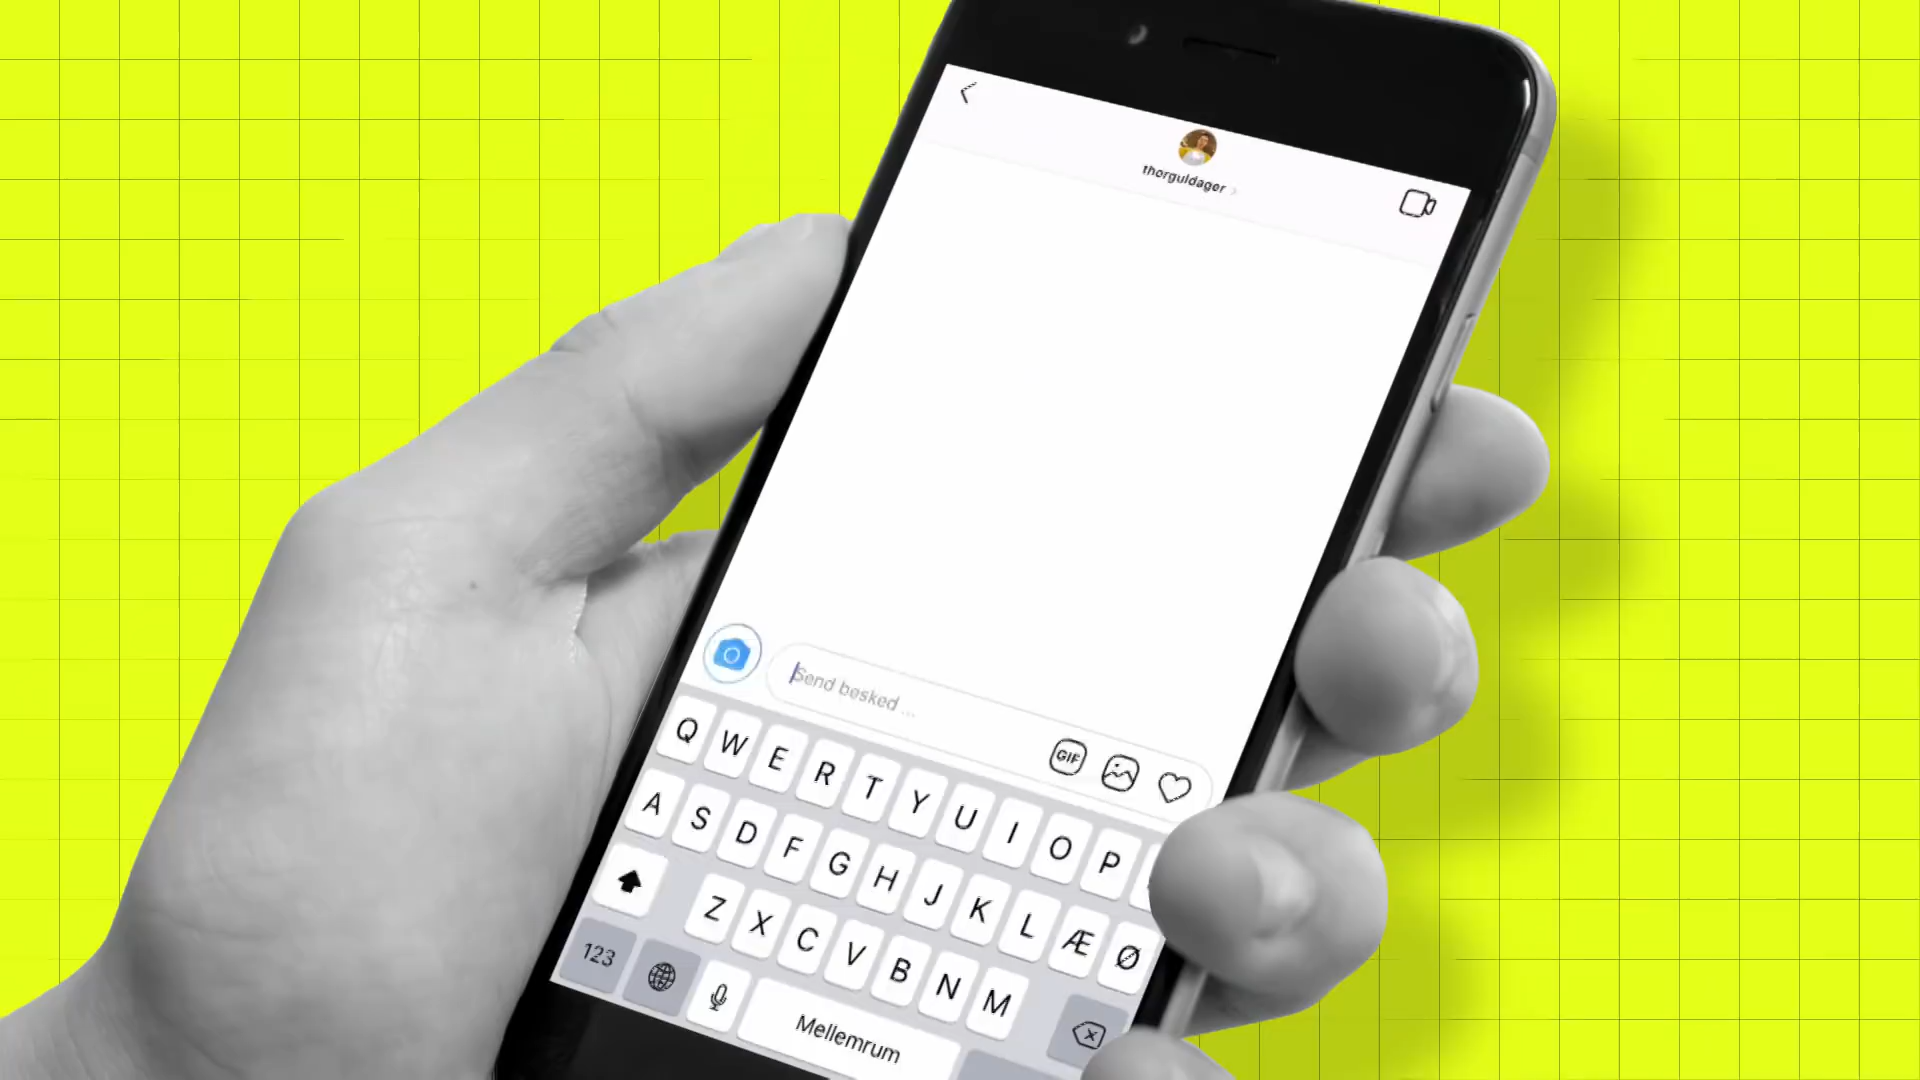 thorguldager
Send besked ...
GIF
Q W E R T Y U I O P
A S D F G H J K L Æ Ø
Z X C V B N M
123
Mellemrum